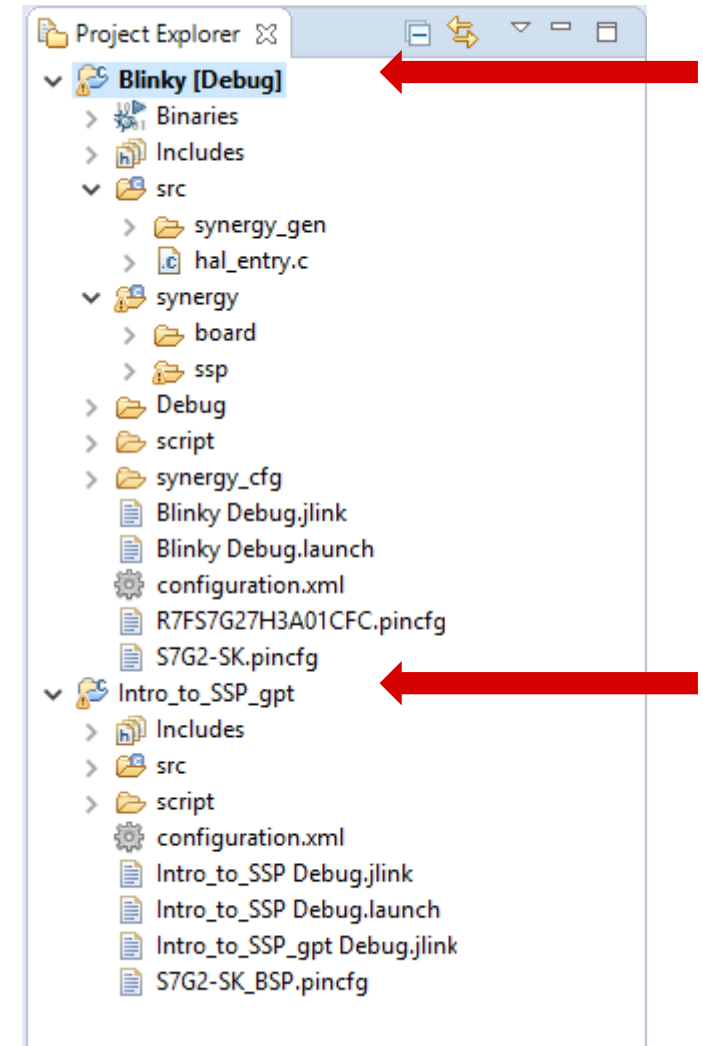 Project Explorer
Blinky [Debug]
Binaries
Includes
src
synergy_gen
hal_entry.c
synergy
board
ssp
Debug
script
synergy_cfg
Blinky Debug.jlink
Blinky Debug.launch
configuration.xml
R7FS7G27H3A01CFC.pincfg
S7G2-SK.pincfg
Intro_to_SSP_gpt
Includes
src
script
configuration.xml
Intro_to_SSP Debug.jlink
Intro_to_SSP Debug.launch
Intro_to_SSP_gpt Debug.jlink
S7G2-SK_BSP.pincfg